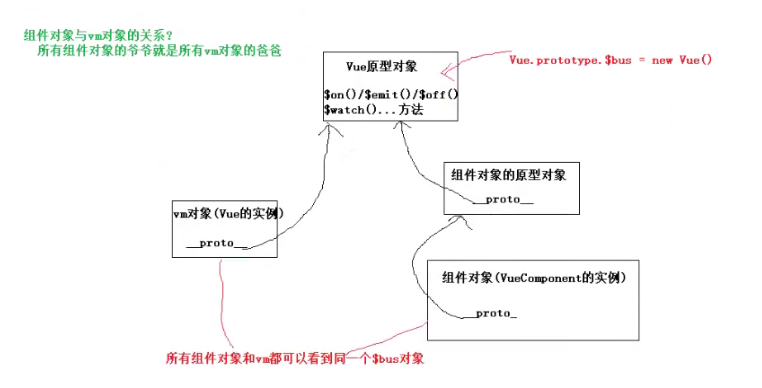 组件对象与vm对象的关系?
所有组件对象的爷爷就是所有vm对象的爸爸
Vue原型对象
$on()/$emit()/$off()
$watch()...方法
Vue.prototype.$bus = new Vue()
组件对象的原型对象
__proto__
vm对象(Vue的实例)
__proto__
组件对象(VueComponent的实例)
__proto_
所有组件对象和vm都可以看到同一个$bus对象